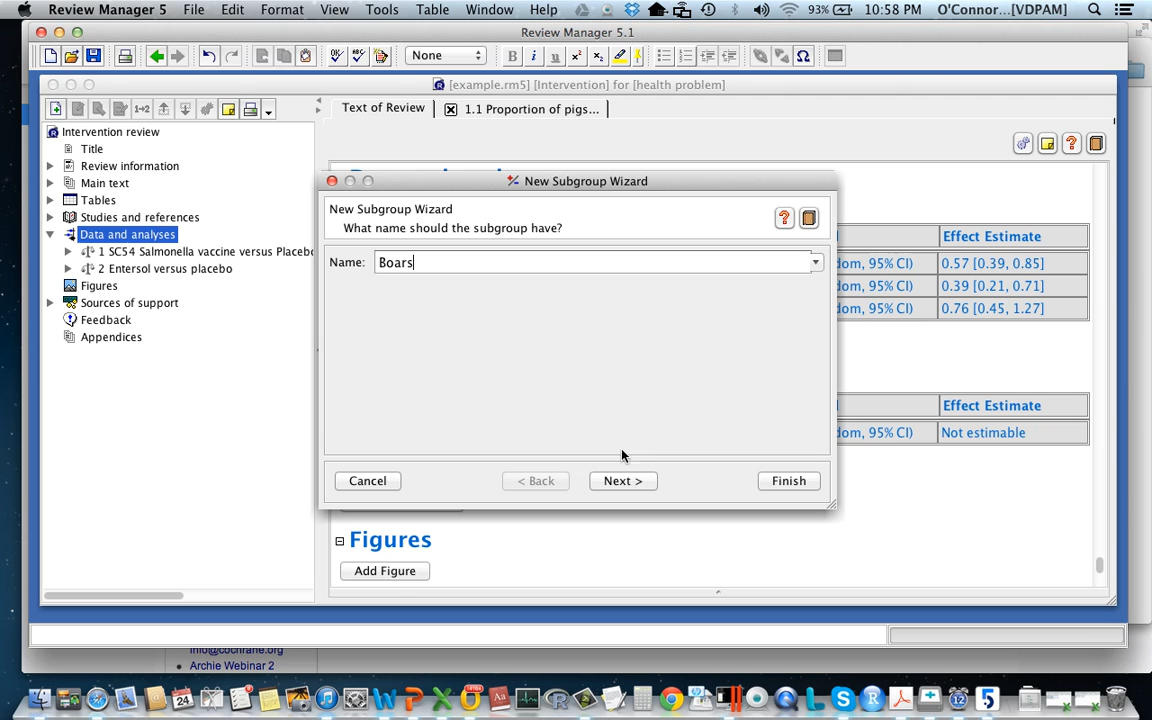 Review Manager 5 File Edit Format View Tools Table Window Help 93% 10:58 PM O'Connor...[VDPAM]
Review Manager 5.1
None B i u
[example.rm5] [Intervention] for [health problem]
Text of Review 1.1 Proportion of pigs...
Intervention review
Title
Review information
Main text
Tables
Studies and references
Data and analyses
1 SC54 Salmonella vaccine versus Placebo
2 Entersol versus placebo
Figures
Sources of support
Feedback
Appendices
New Subgroup Wizard
New Subgroup Wizard
What name should the subgroup have?
Name: Boars
Cancel < Back Next > Finish
Effect Estimate
dom, 95% CI) 0.57 [0.39, 0.85]
dom, 95% CI) 0.39 [0.21, 0.71]
dom, 95% CI) 0.76 [0.45, 1.27]
Effect Estimate
dom, 95% CI) Not estimable
Figures
Add Figure
info@cochrane.org
Archie Webinar 2